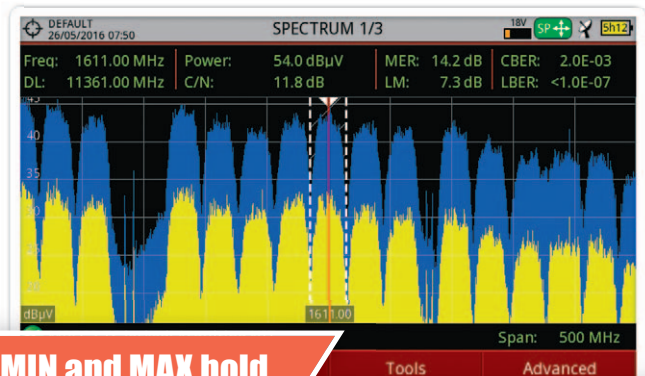 DEFAULT
26/05/2016 07:50
SPECTRUM 1/3
18V
SP
5h12
Freq: 1611.00 MHz
Power: 54.0 dBµV
MER: 14.2 dB
CBER: 2.0E-03
DL: 11361.00 MHz
C/N: 11.8 dB
LM: 7.3 dB
LBER: <1.0E-07
45
40
35
30
dBµV
1611.00
Span: 500 MHz
MIN and MAX hold
Tools
Advanced